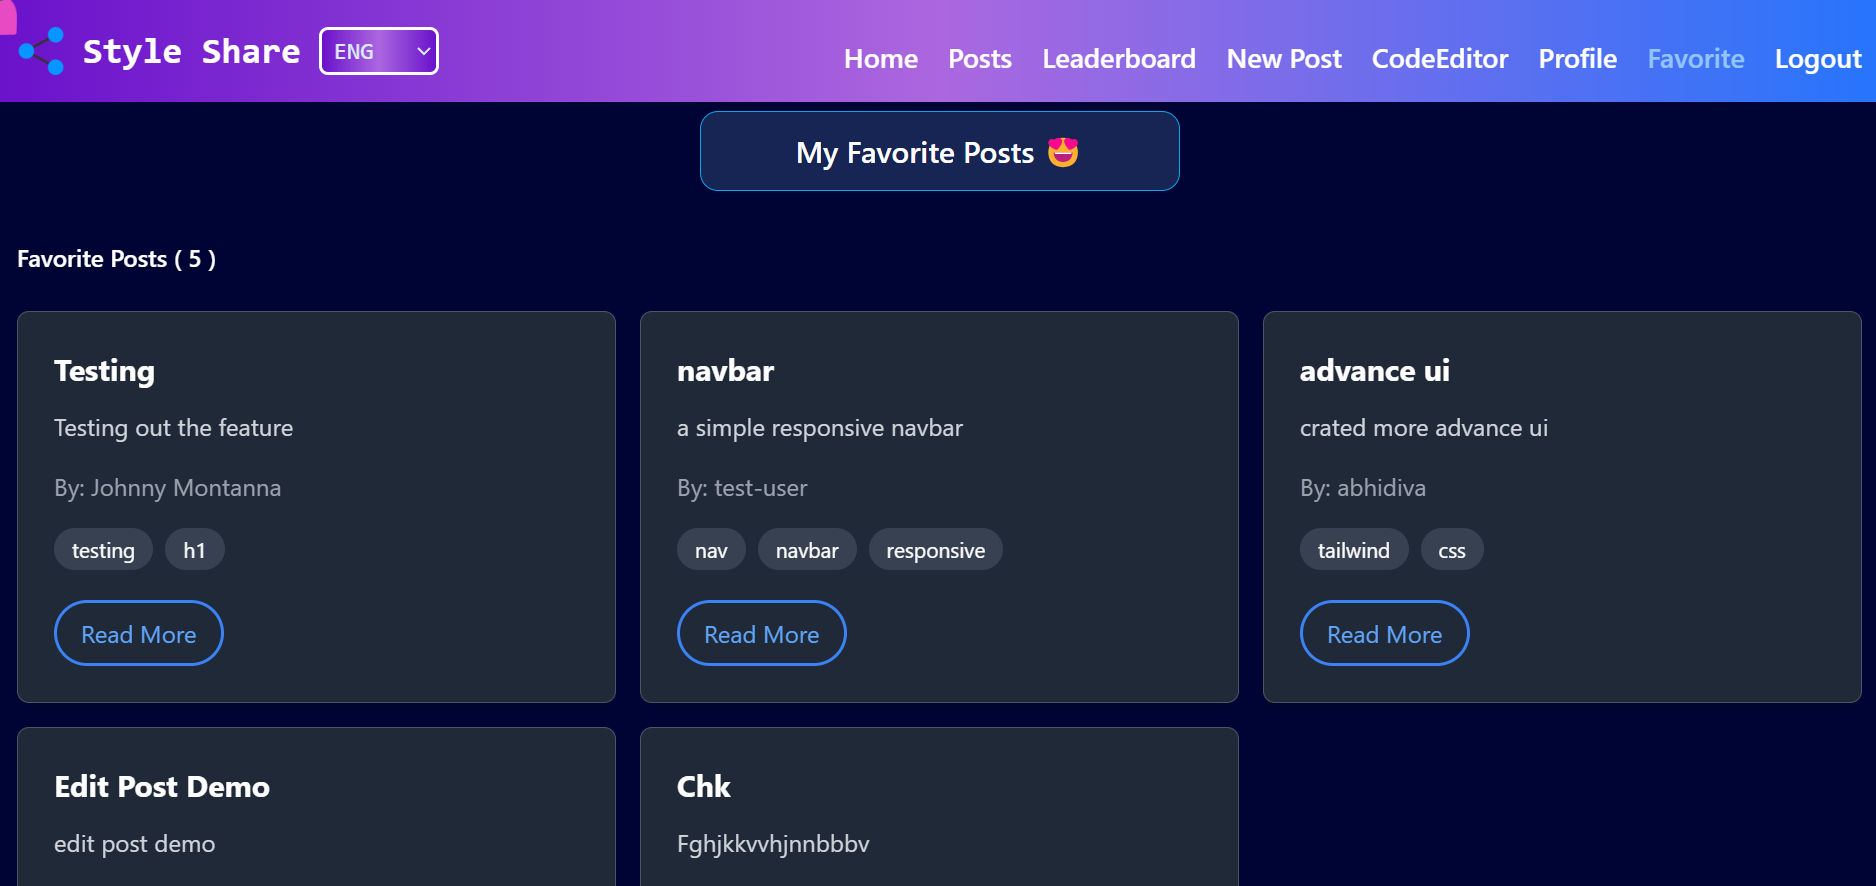 Style Share
ENG
Home Posts Leaderboard New Post CodeEditor Profile Favorite Logout
My Favorite Posts 😍
Favorite Posts ( 5 )
Testing
Testing out the feature
By: Johnny Montanna
testing h1
Read More
navbar
a simple responsive navbar
By: test-user
nav navbar responsive
Read More
advance ui
crated more advance ui
By: abhidiva
tailwind css
Read More
Edit Post Demo
edit post demo
Chk
Fghjkkvvhjnnbbbv